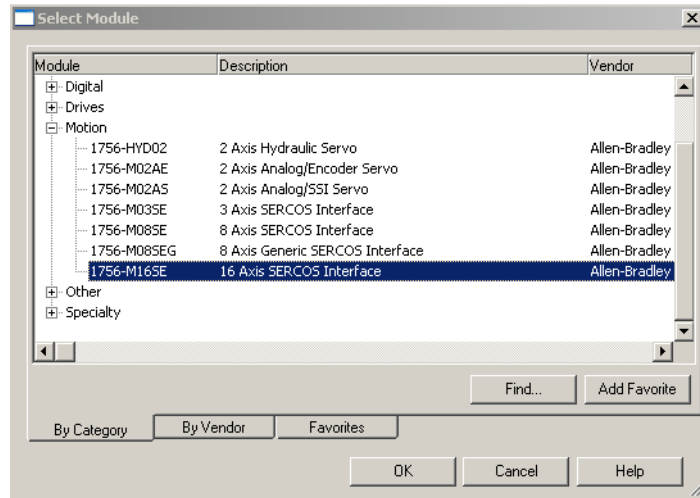 Select Module
Module Description Vendor
Digital
Drives
Motion
1756-HYD02 2 Axis Hydraulic Servo Allen-Bradley
1756-M02AE 2 Axis Analog/Encoder Servo Allen-Bradley
1756-M02AS 2 Axis Analog/SSI Servo Allen-Bradley
1756-M03SE 3 Axis SERCOS Interface Allen-Bradley
1756-M08SE 8 Axis SERCOS Interface Allen-Bradley
1756-M08SEG 8 Axis Generic SERCOS Interface Allen-Bradley
1756-M16SE 16 Axis SERCOS Interface Allen-Bradley
Other
Specialty
Find... Add Favorite
By Category By Vendor Favorites
OK Cancel Help